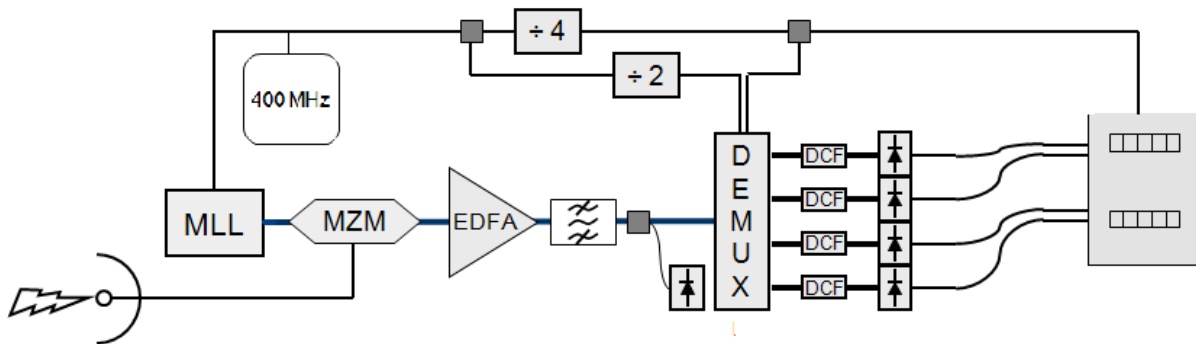 ÷ 4
÷ 2
400 MHz
MLL
MZM
EDFA
D
E
M
U
X
DCF
DCF
DCF
DCF